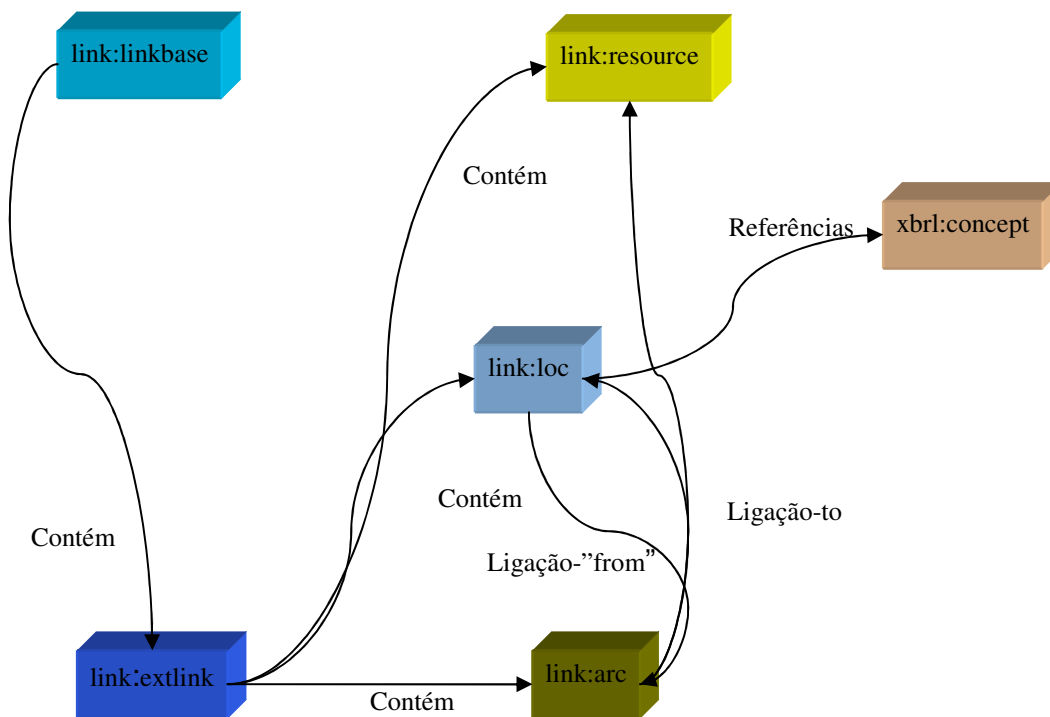 link:linkbase
link:resource
Contém
Referências
xbrl:concept
link:loc
Contém
Ligação-to
Contém
Ligação-”from”
link:extlink
link:arc
Contém